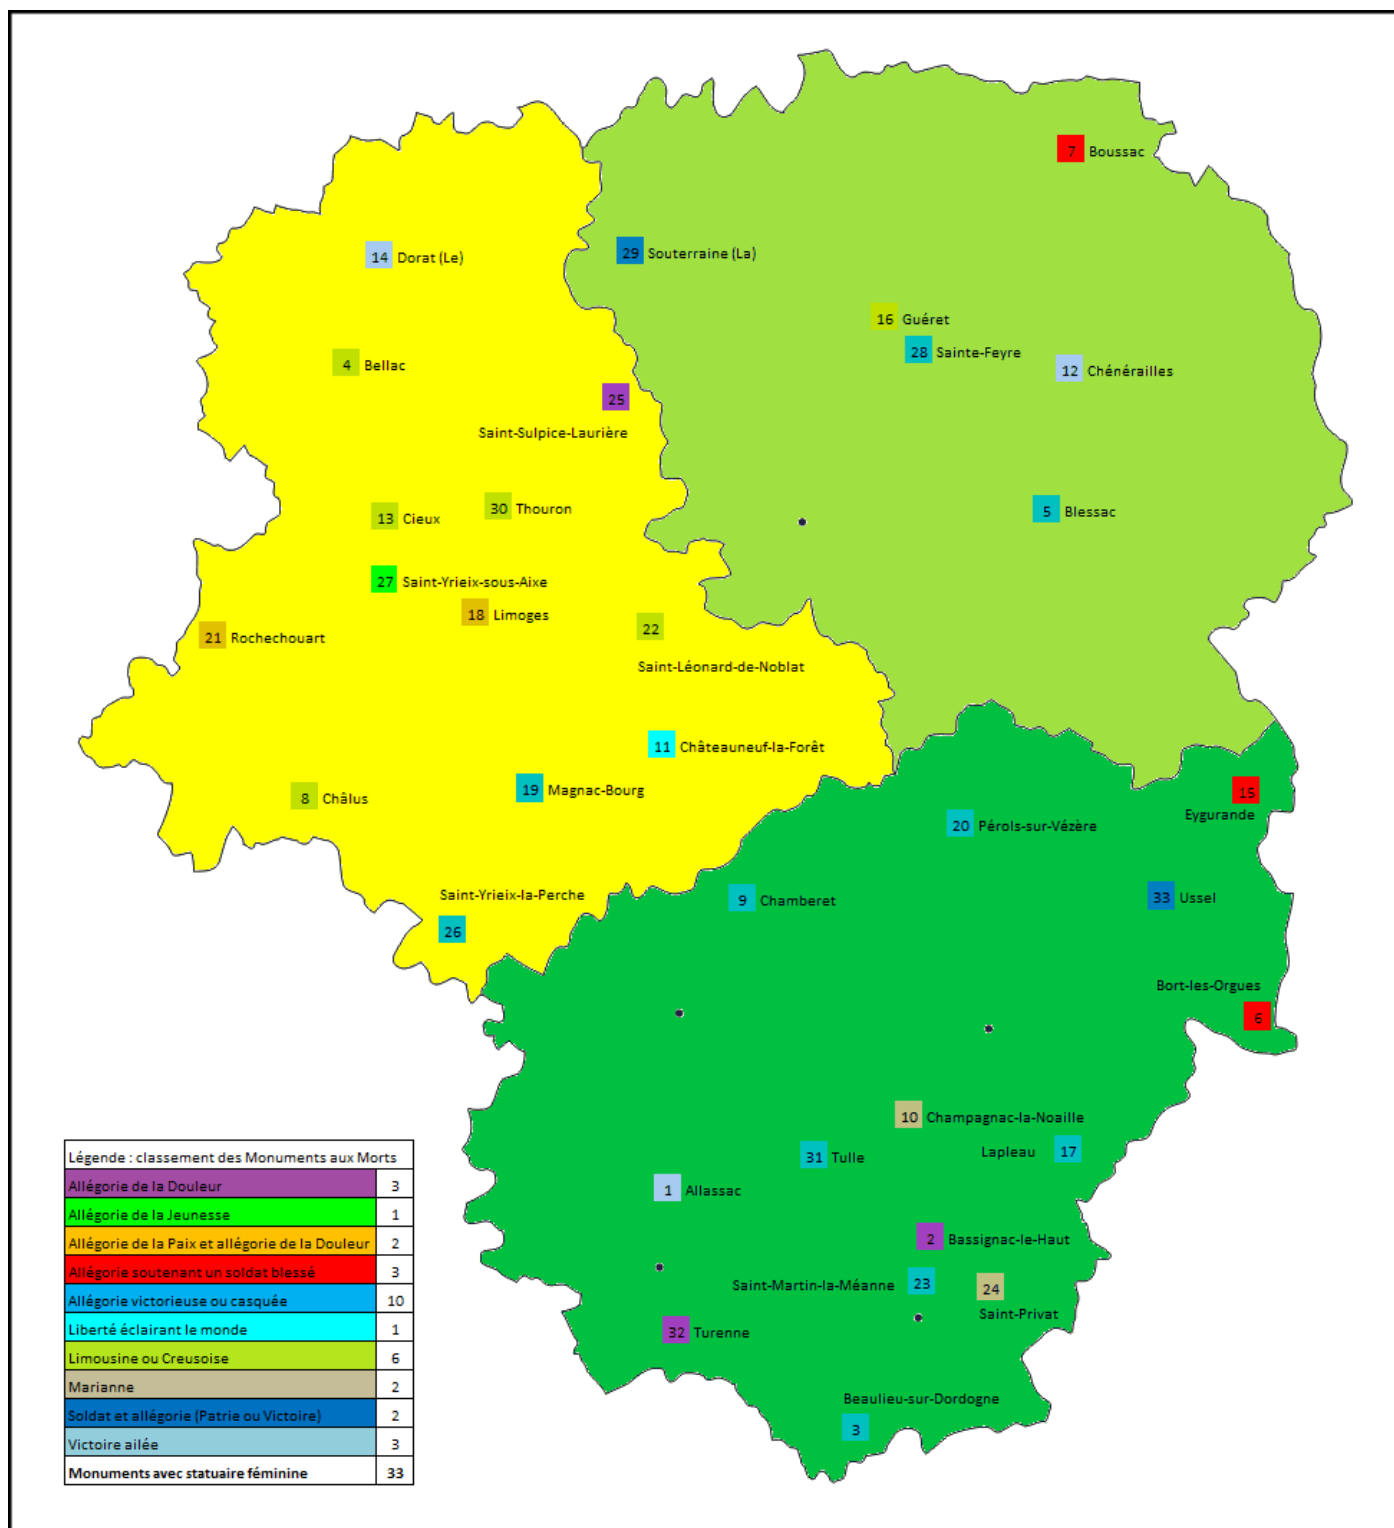 7 Boussac
29 Souterraine (La)
14 Dorat (Le)
16 Guéret
28 Sainte-Feyre
4 Bellac
12 Chénérailles
25
Saint-Sulpice-Laurière
30 Thouron
13 Cieux
5 Blessac
27 Saint-Yrieix-sous-Aixe
18 Limoges
21 Rochechouart
22
Saint-Léonard-de-Noblat
11 Châteauneuf-la-Forêt
19 Magnac-Bourg
8 Châlus
15
Eygurande
20 Pérols-sur-Vézère
Saint-Yrieix-la-Perche
26
9 Chamberet
33 Ussel
Bort-les-Orgues
6
10 Champagnac-la-Noaille
31 Tulle
Lapleau 17
1 Allassac
2 Bassignac-le-Haut
Saint-Martin-la-Méanne 23
24
Saint-Privat
32 Turenne
Beaulieu-sur-Dordogne
3
Légende : classement des Monuments aux Morts
Allégorie de la Douleur 3
Allégorie de la Jeunesse 1
Allégorie de la Paix et allégorie de la Douleur 2
Allégorie soutenant un soldat blessé 3
Allégorie victorieuse ou casquée 10
Liberté éclairant le monde 1
Limousine ou Creusoise 6
Marianne 2
Soldat et allégorie (Patrie ou Victoire) 2
Victoire ailée 3
Monuments avec statuaire féminine 33